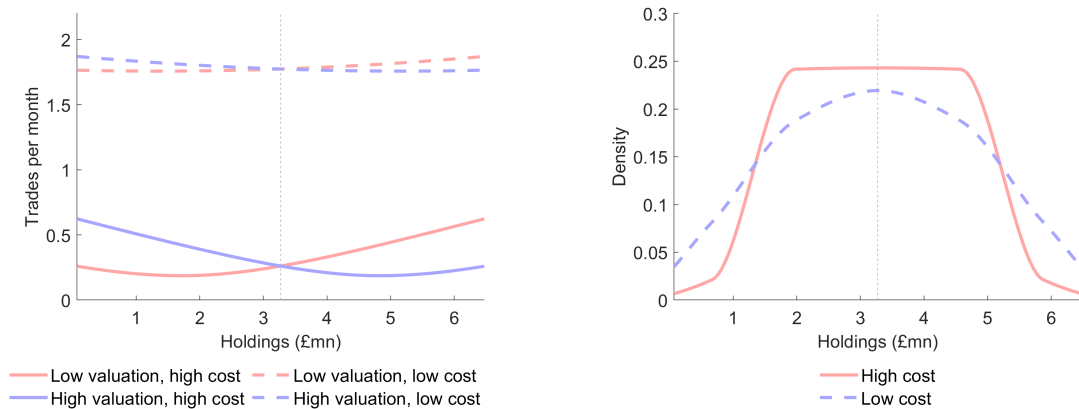 Trades per month
2
1.5
1
0.5
0
1 2 3 4 5 6
Holdings (£mn)
Low valuation, high cost Low valuation, low cost
High valuation, high cost High valuation, low cost
Density
0.3
0.25
0.2
0.15
0.1
0.05
0
1 2 3 4 5 6
Holdings (£mn)
High cost
Low cost